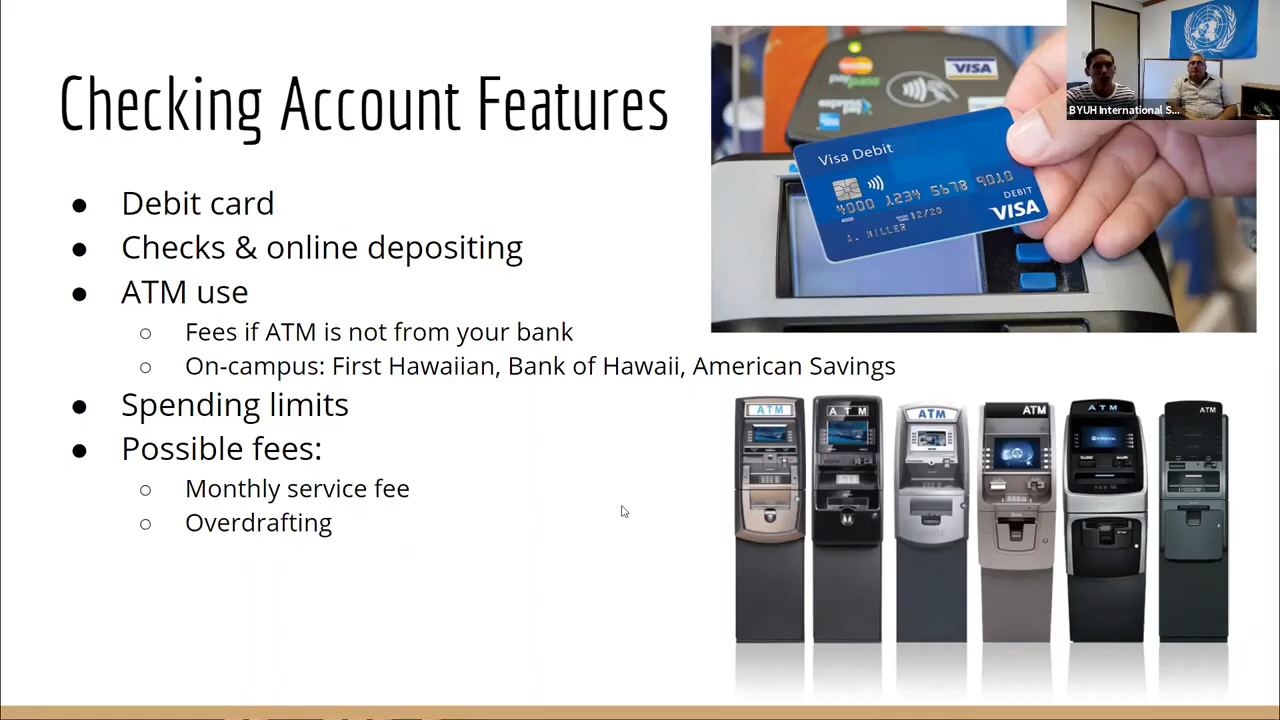 Checking Account Features
● Debit card
● Checks & online depositing
● ATM use
○ Fees if ATM is not from your bank
○ On-campus: First Hawaiian, Bank of Hawaii, American Savings
● Spending limits
● Possible fees:
○ Monthly service fee
○ Overdrafting
VISA
Visa Debit
4000 1234 5678 9010
4000
12/20
DEBIT
A. MILLER
VISA
BYUH International S...
ATM
ATM
ATM
ATM
ATM
ATM